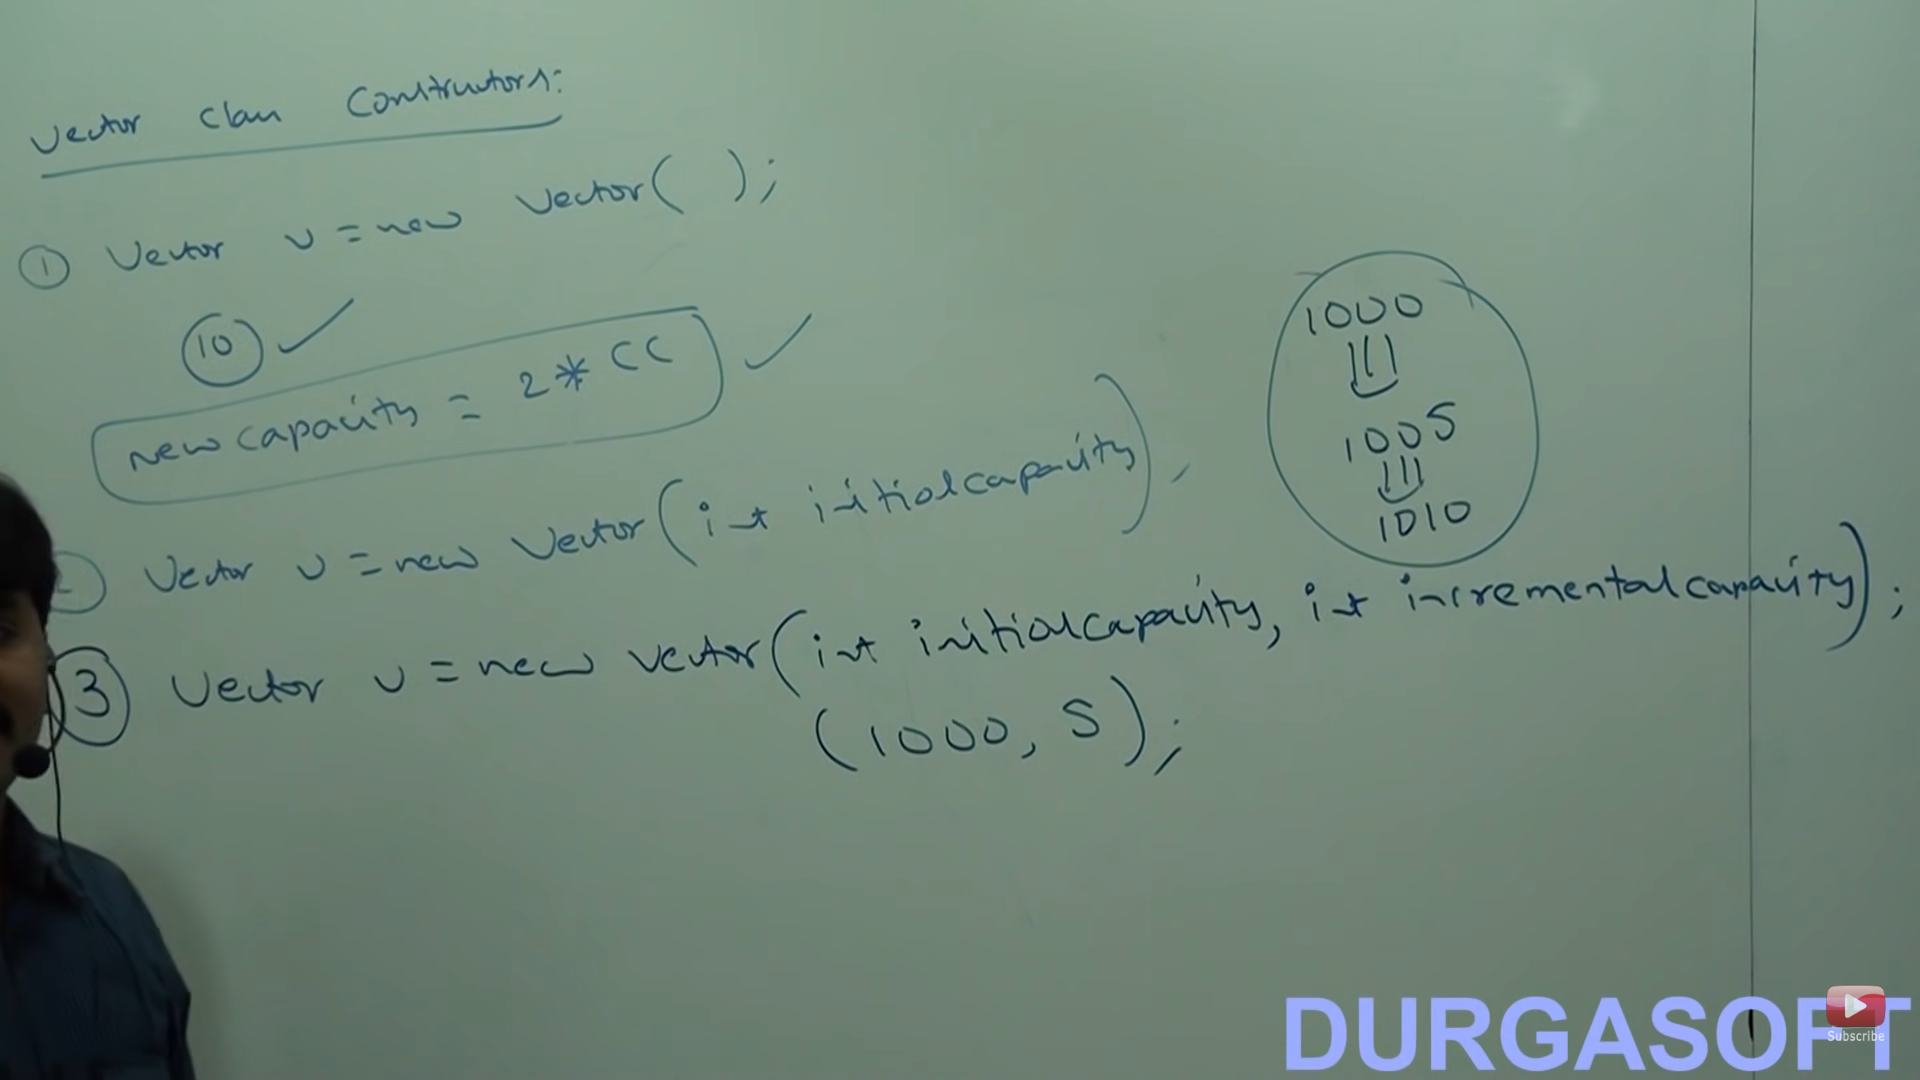 Vector Class Constructors:
① Vector v = new Vector( );
10 ✓
new capacity = 2 * CC ✓
2 Vector v = new Vector(int initialcapacity);
③ Vector v = new Vector(int initialcapacity, int incrementalcapacity);
(1000, 5);
1000
1005
1010
DURGASOFT
Subscribe